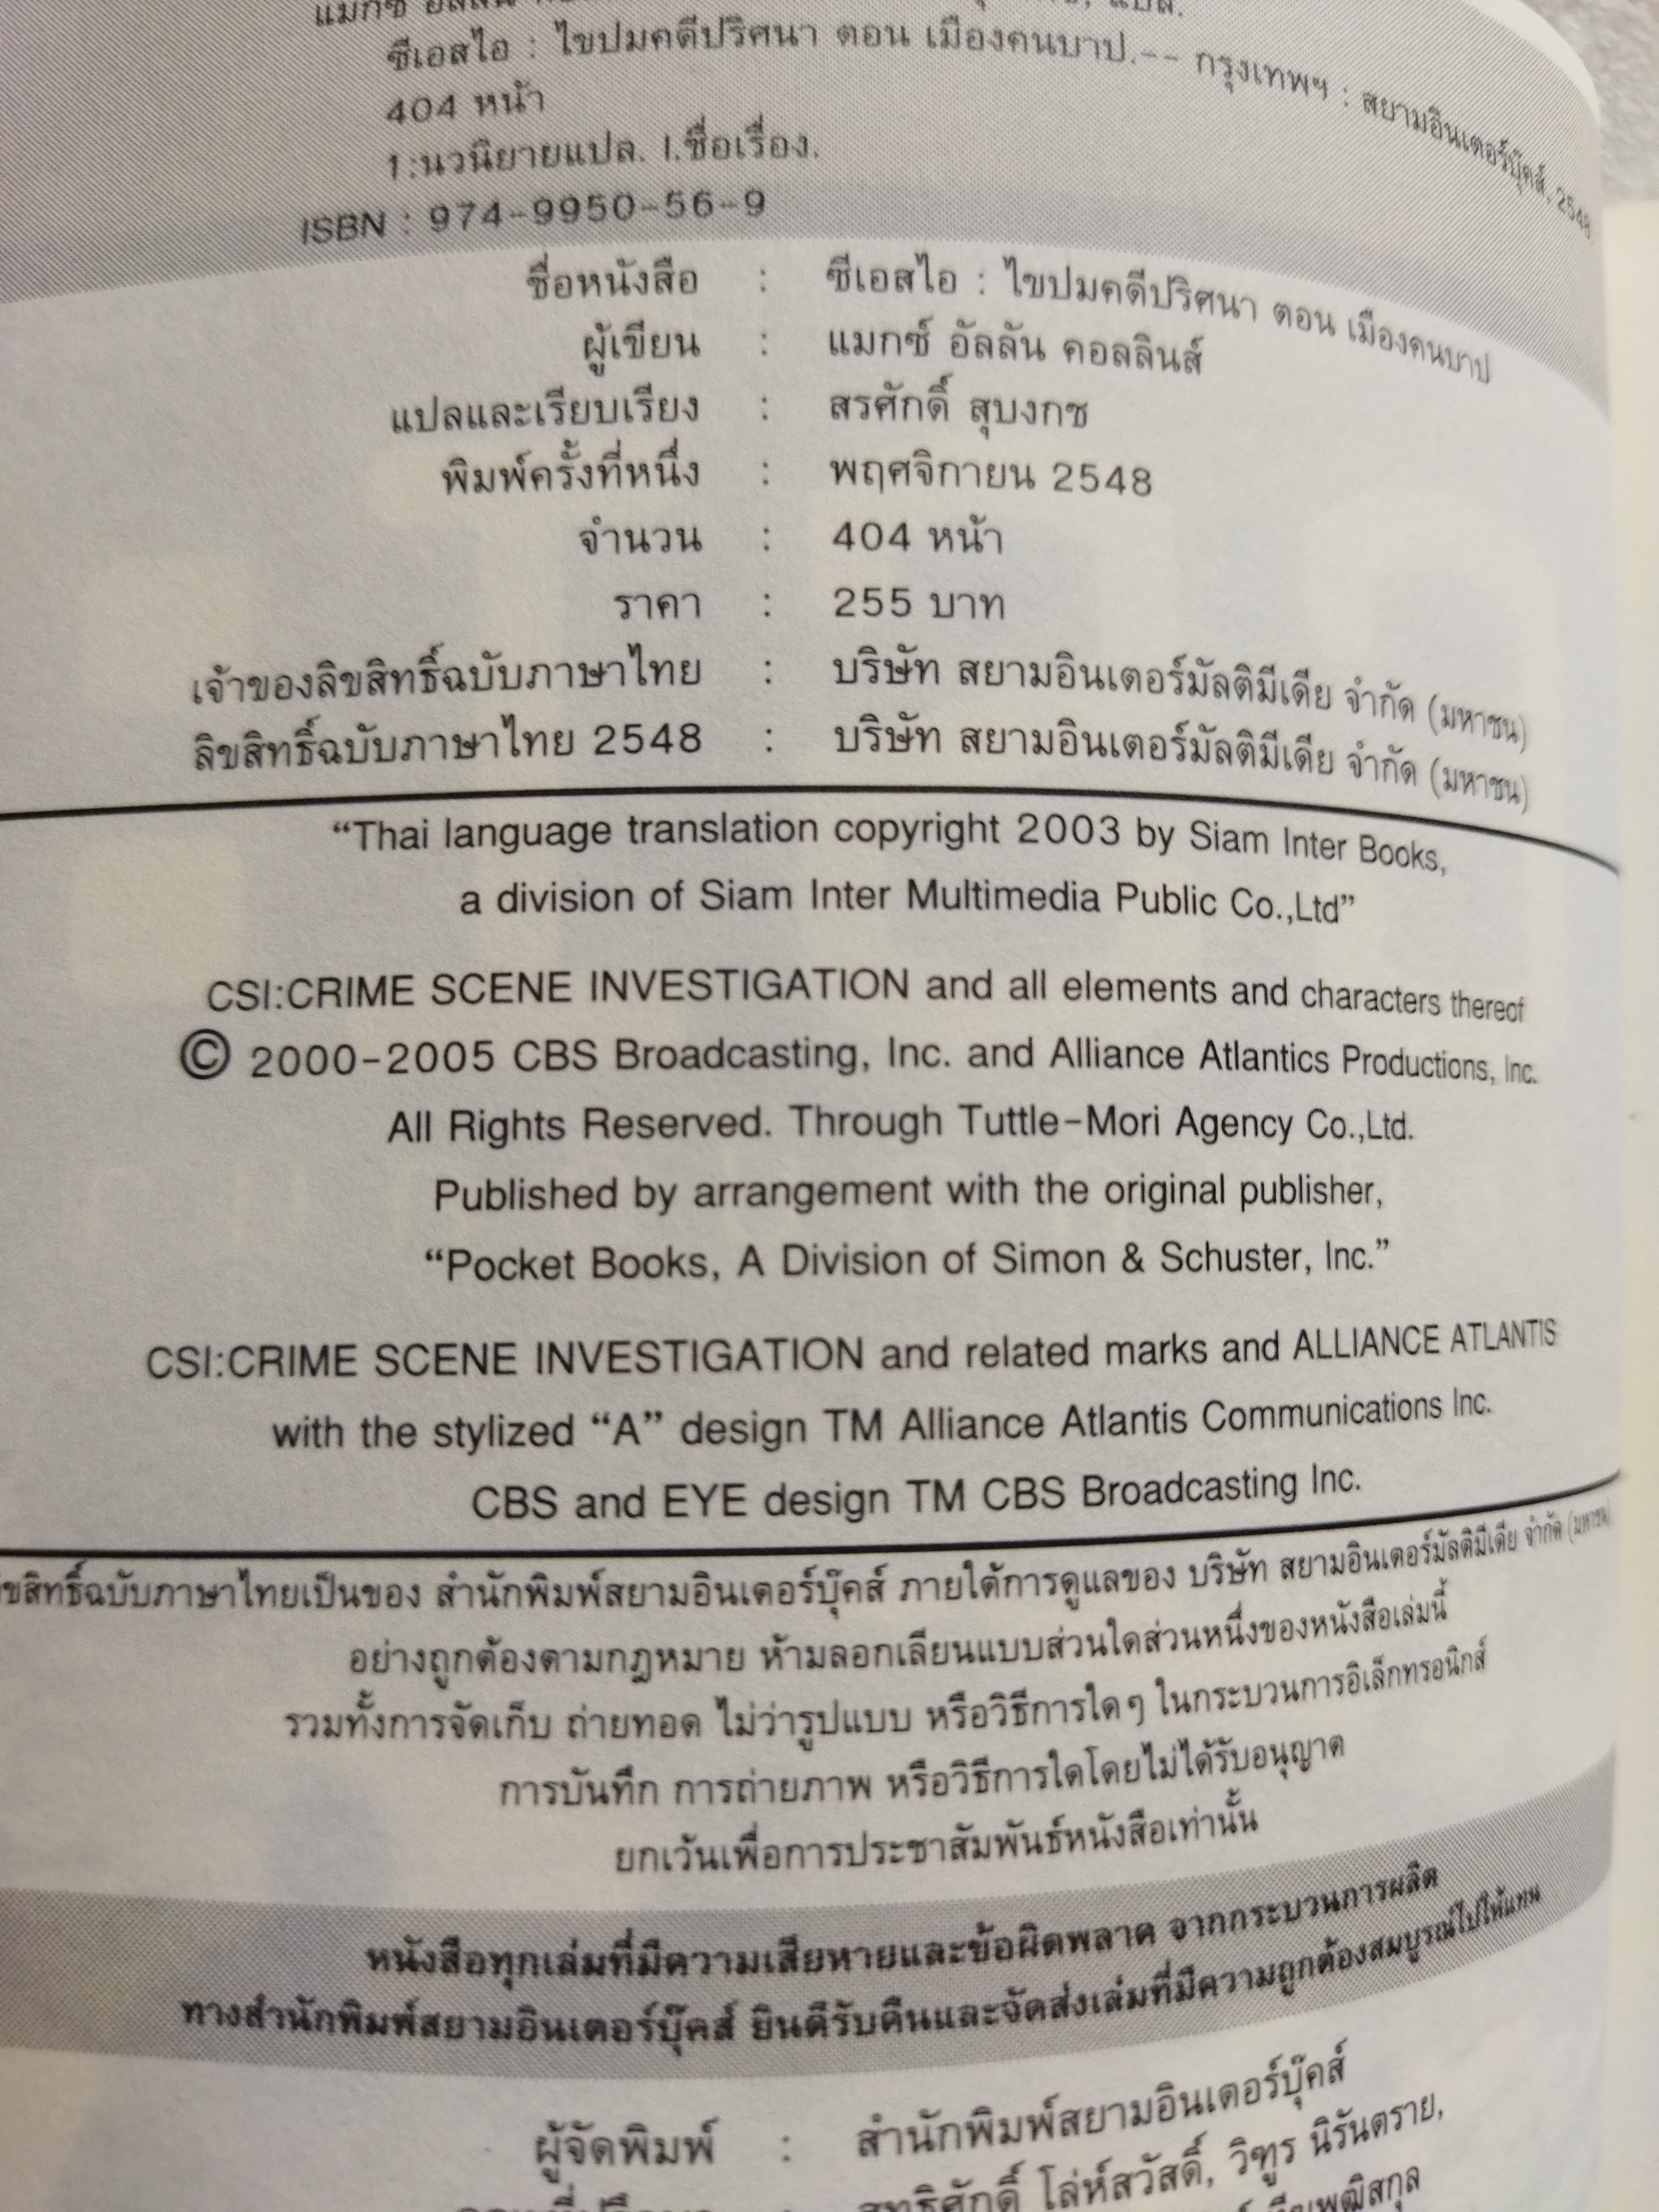 แมกซ์ อัลลัน
ซีเอสไอ : ไขปมคดีปริศนา ตอน เมืองคนบาป.-- กรุงเทพฯ : สยามอินเตอร์บุ๊คส์, 2548
404 หน้า
1:นวนิยายแปล. I.ชื่อเรื่อง.
ISBN : 974-9950-56-9
ชื่อหนังสือ : ซีเอสไอ : ไขปมคดีปริศนา ตอน เมืองคนบาป
ผู้เขียน : แมกซ์ อัลลัน คอลลินส์
แปลและเรียบเรียง : สรศักดิ์ สุบงกช
พิมพ์ครั้งที่หนึ่ง : พฤศจิกายน 2548
จำนวน : 404 หน้า
ราคา : 255 บาท
เจ้าของลิขสิทธิ์ฉบับภาษาไทย : บริษัท สยามอินเตอร์มัลติมีเดีย จำกัด (มหาชน)
ลิขสิทธิ์ฉบับภาษาไทย 2548 : บริษัท สยามอินเตอร์มัลติมีเดีย จำกัด (มหาชน)
“Thai language translation copyright 2003 by Siam Inter Books,
a division of Siam Inter Multimedia Public Co.,Ltd”
CSI:CRIME SCENE INVESTIGATION and all elements and characters thereof
© 2000-2005 CBS Broadcasting, Inc. and Alliance Atlantics Productions, Inc.
All Rights Reserved. Through Tuttle-Mori Agency Co.,Ltd.
Published by arrangement with the original publisher,
“Pocket Books, A Division of Simon & Schuster, Inc.”
CSI:CRIME SCENE INVESTIGATION and related marks and ALLIANCE ATLANTIS
with the stylized “A” design TM Alliance Atlantis Communications Inc.
CBS and EYE design TM CBS Broadcasting Inc.
ขสิทธิ์ฉบับภาษาไทยเป็นของ สำนักพิมพ์สยามอินเตอร์บุ๊คส์ ภายใต้การดูแลของ บริษัท สยามอินเตอร์มัลติมีเดีย จำกัด (มหาชน)
อย่างถูกต้องตามกฎหมาย ห้ามลอกเลียนแบบส่วนใดส่วนหนึ่งของหนังสือเล่มนี้
รวมทั้งการจัดเก็บ ถ่ายทอด ไม่ว่ารูปแบบ หรือวิธีการใดๆ ในกระบวนการอิเล็กทรอนิกส์
การบันทึก การถ่ายภาพ หรือวิธีการใดโดยไม่ได้รับอนุญาต
ยกเว้นเพื่อการประชาสัมพันธ์หนังสือเท่านั้น
หนังสือทุกเล่มที่มีความเสียหายและข้อผิดพลาด จากกระบวนการผลิต
ทางสำนักพิมพ์สยามอินเตอร์บุ๊คส์ ยินดีรับคืนและจัดส่งเล่มที่มีความถูกต้องสมบูรณ์ไปให้แทน
ผู้จัดพิมพ์ : สำนักพิมพ์สยามอินเตอร์บุ๊คส์
โล่ห์สวัสดิ์, วิฑูร นิรันตราย,